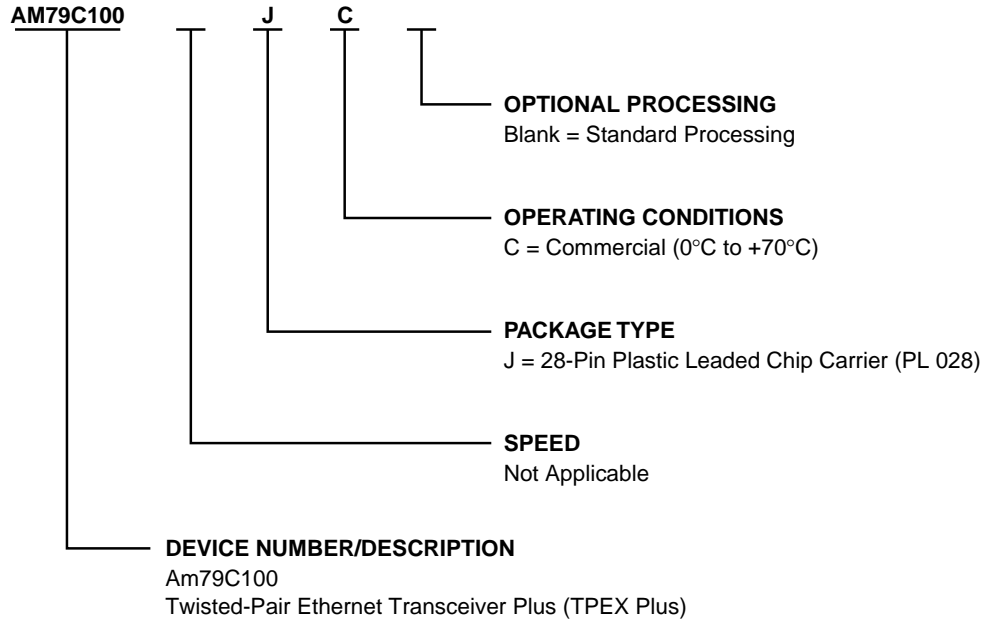 AM79C100 J C
OPTIONAL PROCESSING
Blank = Standard Processing
OPERATING CONDITIONS
C = Commercial (0°C to +70°C)
PACKAGE TYPE
J = 28-Pin Plastic Leaded Chip Carrier (PL 028)
SPEED
Not Applicable
DEVICE NUMBER/DESCRIPTION
Am79C100
Twisted-Pair Ethernet Transceiver Plus (TPEX Plus)